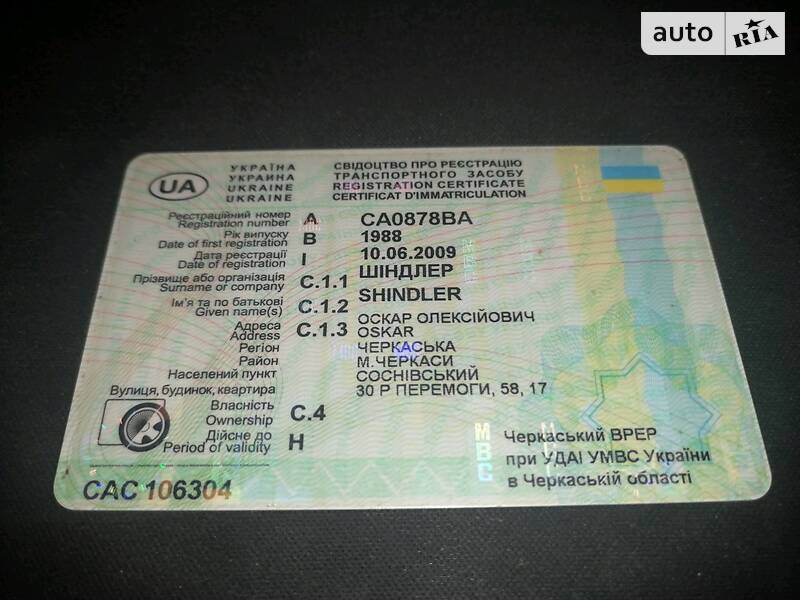 auto RIA
UA
УКРАЇНА
УКРАИНА
UKRAINE
UKRAINE
СВІДОЦТВО ПРО РЕЄСТРАЦІЮ
ТРАНСПОРТНОГО ЗАСОБУ
REGISTRATION CERTIFICATE
CERTIFICAT D'IMMATRICULATION
Реєстраційний номер
Registration number A CA0878BA
Рік випуску
Date of first registration B 1988
Дата реєстрації
Date of registration I 10.06.2009
Прізвище або організація
Surname or company C.1.1 ШІНДЛЕР
SHINDLER
Ім'я та по батькові
Given name(s) C.1.2 ОСКАР ОЛЕКСІЙОВИЧ
OSKAR
Адреса
Address C.1.3
Регіон ЧЕРКАСЬКА
Район М.ЧЕРКАСИ
Населений пункт СОСНІВСЬКИЙ
Вулиця, будинок, квартира 30 Р ПЕРЕМОГИ, 58, 17
Власність
Ownership C.4
Дійсне до
Period of validity H
МВС
Черкаський ВРЕР
при УДАІ УМВС України
в Черкаській області
САС 106304